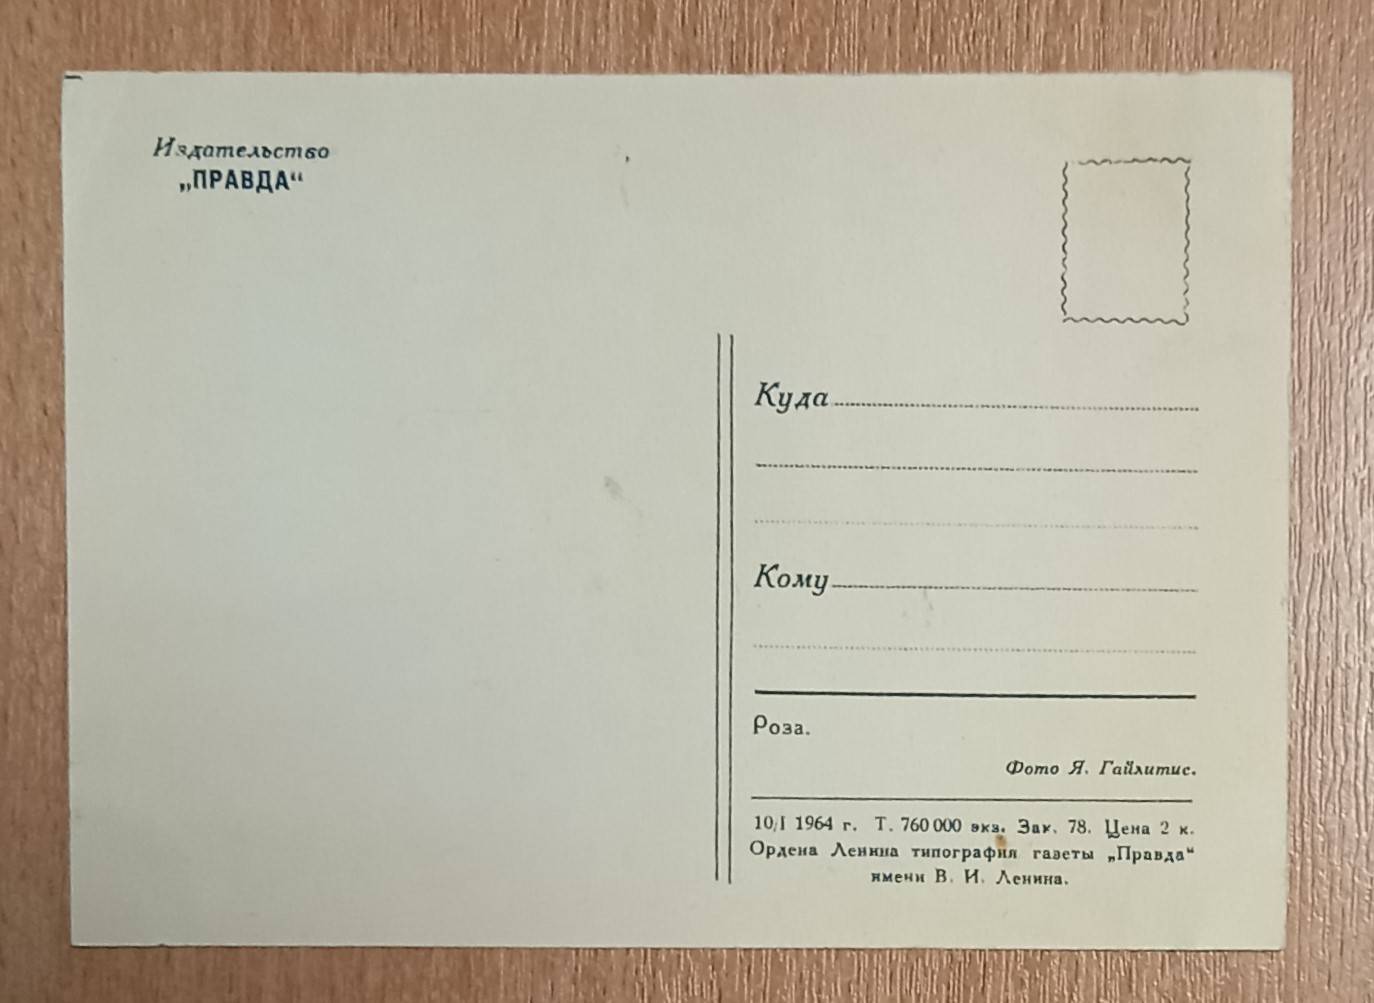 Издательство
„ПРАВДА“
Куда
Кому
Роза.
Фото Я. Гайлитис.
10/I 1964 г. Т. 760 000 экз. Зак. 78. Цена 2 к.
Ордена Ленина типография газеты „Правда“
имени В. И. Ленина.